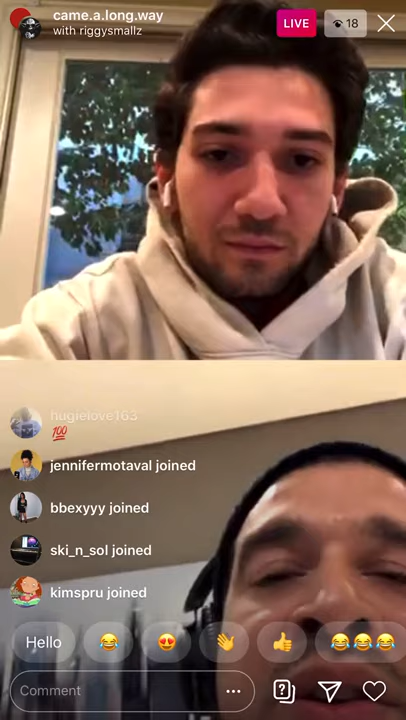 came.a.long.way
with riggysmallz
LIVE
18
hugielove163
💯
jennifermotaval joined
bbexyyy joined
ski_n_sol joined
kimspru joined
Hello 😂 😍 👋 👍 😂😂😂
Comment